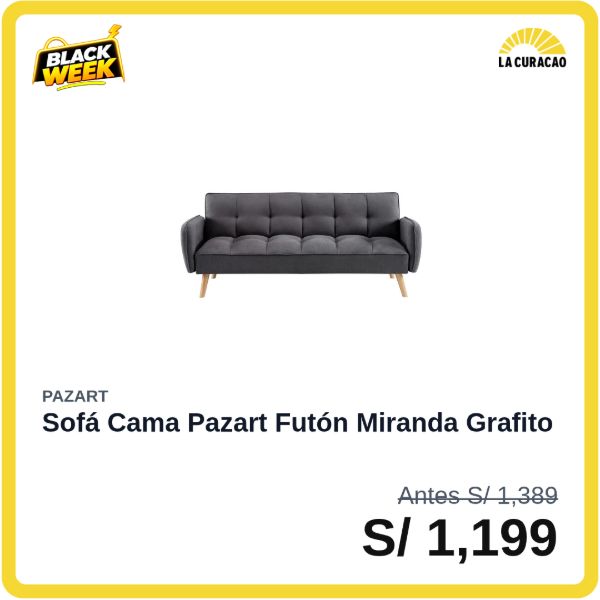 BLACK
WEEK
LA CURACAO
PAZART
Sofá Cama Pazart Futón Miranda Grafito
Antes S/ 1,389
S/ 1,199